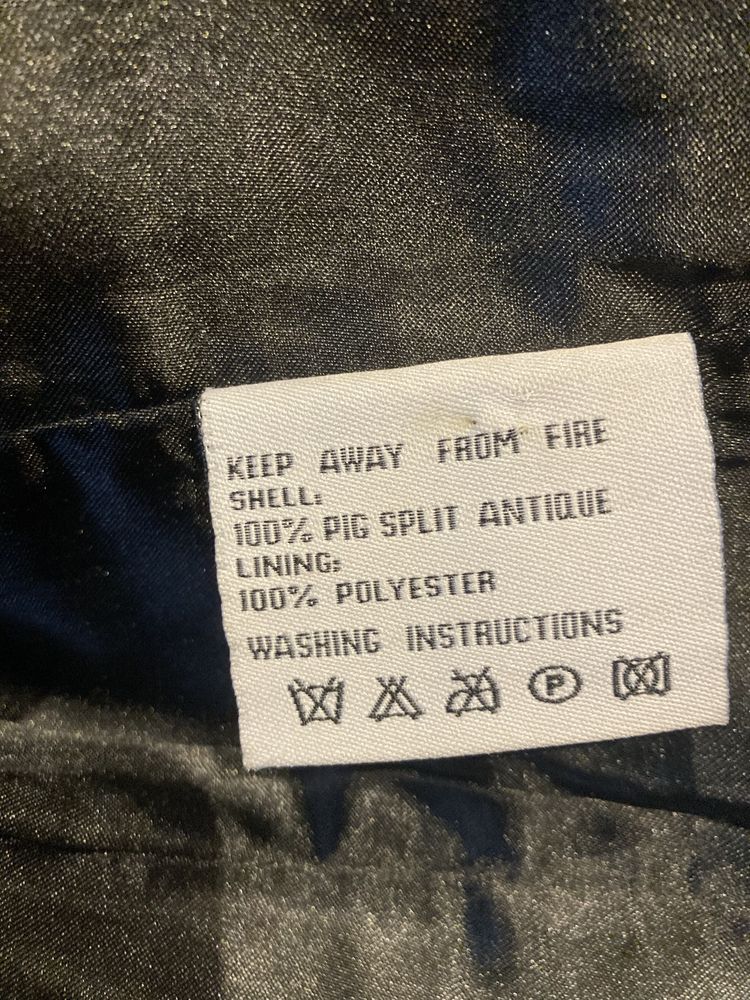 KEEP AWAY FROM FIRE
SHELL:
100% PIG SPLIT ANTIQUE
LINING:
100% POLYESTER
WASHING INSTRUCTIONS
P